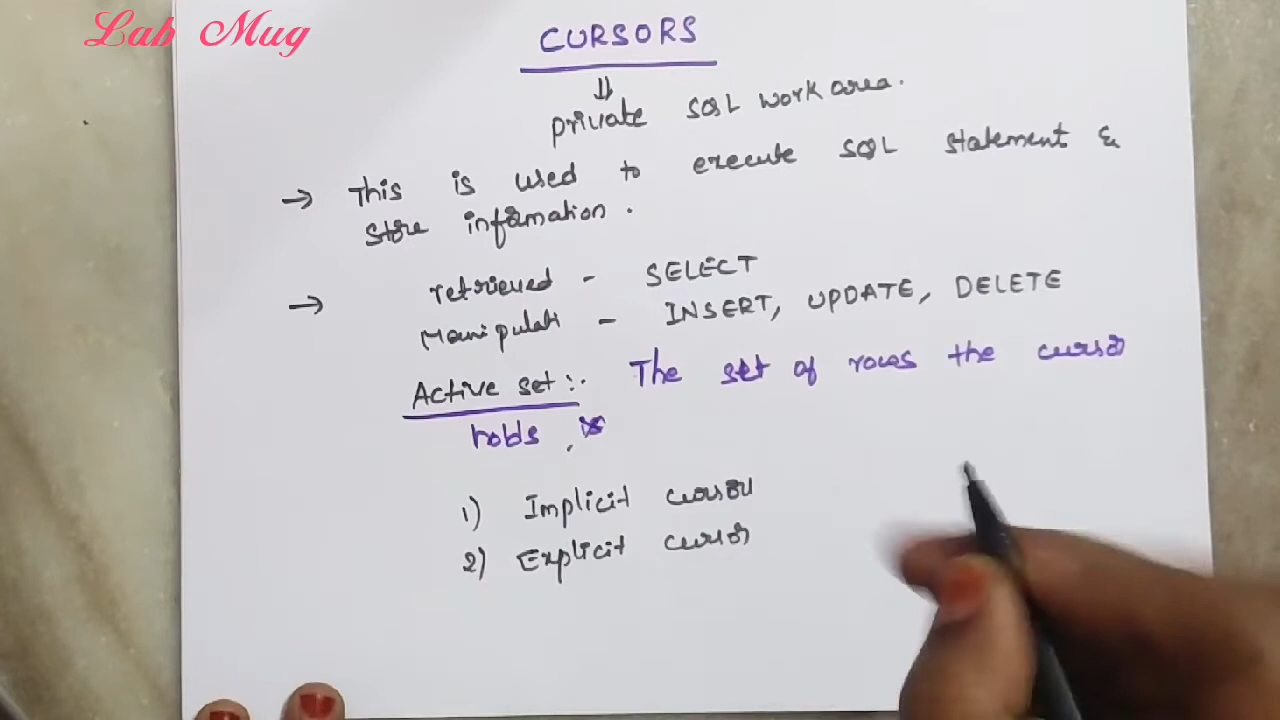 Lab Mug
CURSORS
⇓
private SQL work area.
→ This is used to execute SQL statement &
store information.
→ retrieved - SELECT
Manipulati - INSERT, UPDATE, DELETE
Active set :- The set of rows the cursor
holds.
1) Implicit cursor
2) Explicit cursor